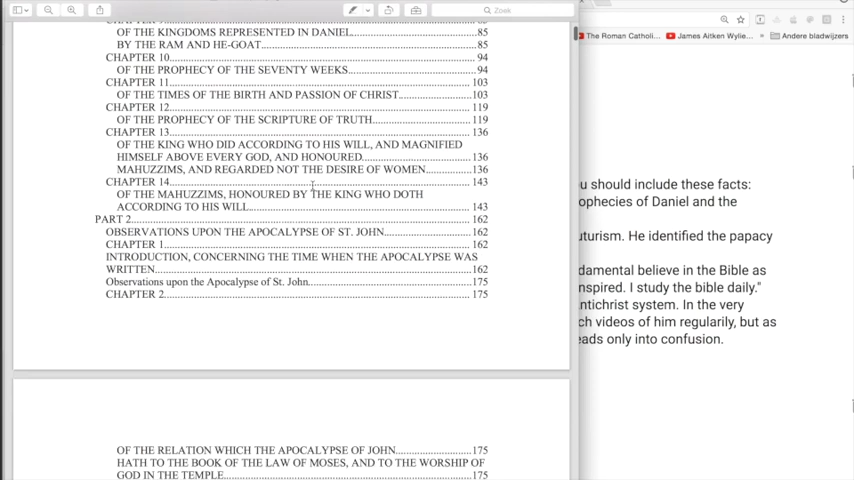 Zoek
OF THE KINGDOMS REPRESENTED IN DANIEL............85
BY THE RAM AND HE-GOAT............85
CHAPTER 10............94
OF THE PROPHECY OF THE SEVENTY WEEKS............94
CHAPTER 11............103
OF THE TIMES OF THE BIRTH AND PASSION OF CHRIST............103
CHAPTER 12............119
OF THE PROPHECY OF THE SCRIPTURE OF TRUTH............119
CHAPTER 13............136
OF THE KING WHO DID ACCORDING TO HIS WILL, AND MAGNIFIED
HIMSELF ABOVE EVERY GOD, AND HONOURED............136
MAHUZZIMS, AND REGARDED NOT THE DESIRE OF WOMEN............136
CHAPTER 14............143
OF THE MAHUZZIMS, HONOURED BY THE KING WHO DOTH
ACCORDING TO HIS WILL............143
PART 2............162
OBSERVATIONS UPON THE APOCALYPSE OF ST. JOHN............162
CHAPTER 1............162
INTRODUCTION, CONCERNING THE TIME WHEN THE APOCALYPSE WAS
WRITTEN............162
Observations upon the Apocalypse of St. John............175
CHAPTER 2............175
OF THE RELATION WHICH THE APOCALYPSE OF JOHN............175
HATH TO THE BOOK OF THE LAW OF MOSES, AND TO THE WORSHIP OF
GOD IN THE TEMPLE............175
The Roman Catholi... James Aitken Wylie... » Andere bladwijzers
should include these facts:
ophecies of Daniel and the
uturism. He identified the papacy
damental believe in the Bible as
nspired. I study the bible daily."
ntichrist system. In the very
ch videos of him regularily, but as
eads only into confusion.